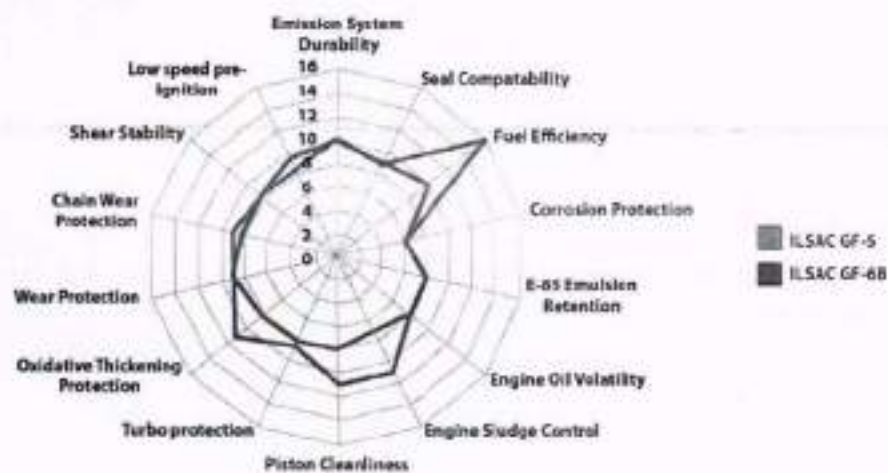 Emission System
Durability
Seal Compatability
Fuel Efficiency
Corrosion Protection
E-85 Emulsion
Retention
Engine Oil Volatility
Engine Sludge Control
Piston Cleanliness
Turbo protection
Oxidative Thickening
Protection
Wear Protection
Chain Wear
Protection
Shear Stability
Low speed pre-
ignition
16
14
12
10
8
6
4
2
0
ILSAC GF-5
ILSAC GF-6B